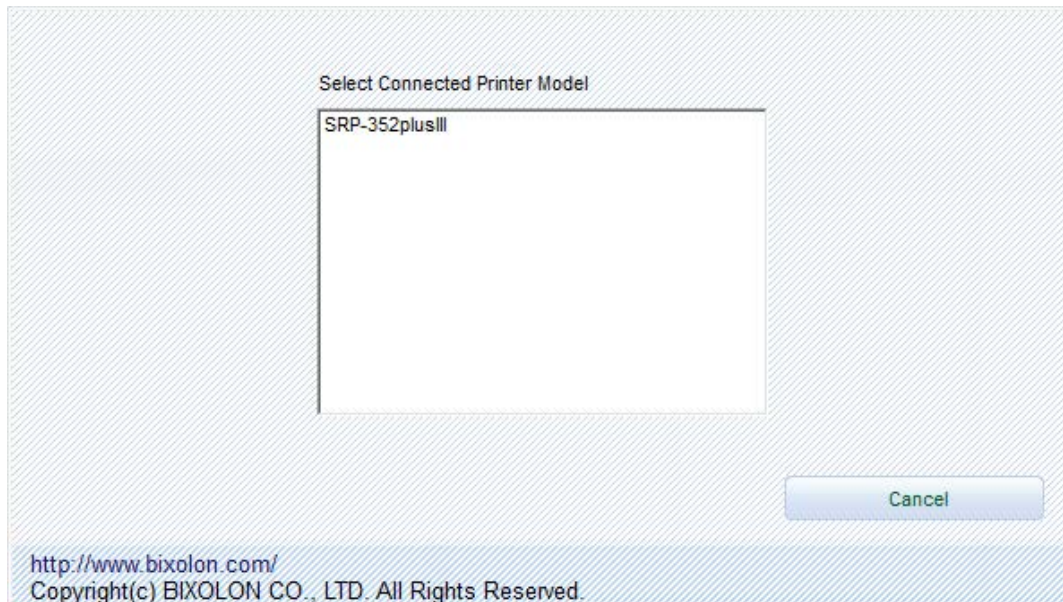 Select Connected Printer Model
SRP-352plusIII
Cancel
http://www.bixolon.com/
Copyright(c) BIXOLON CO., LTD. All Rights Reserved.